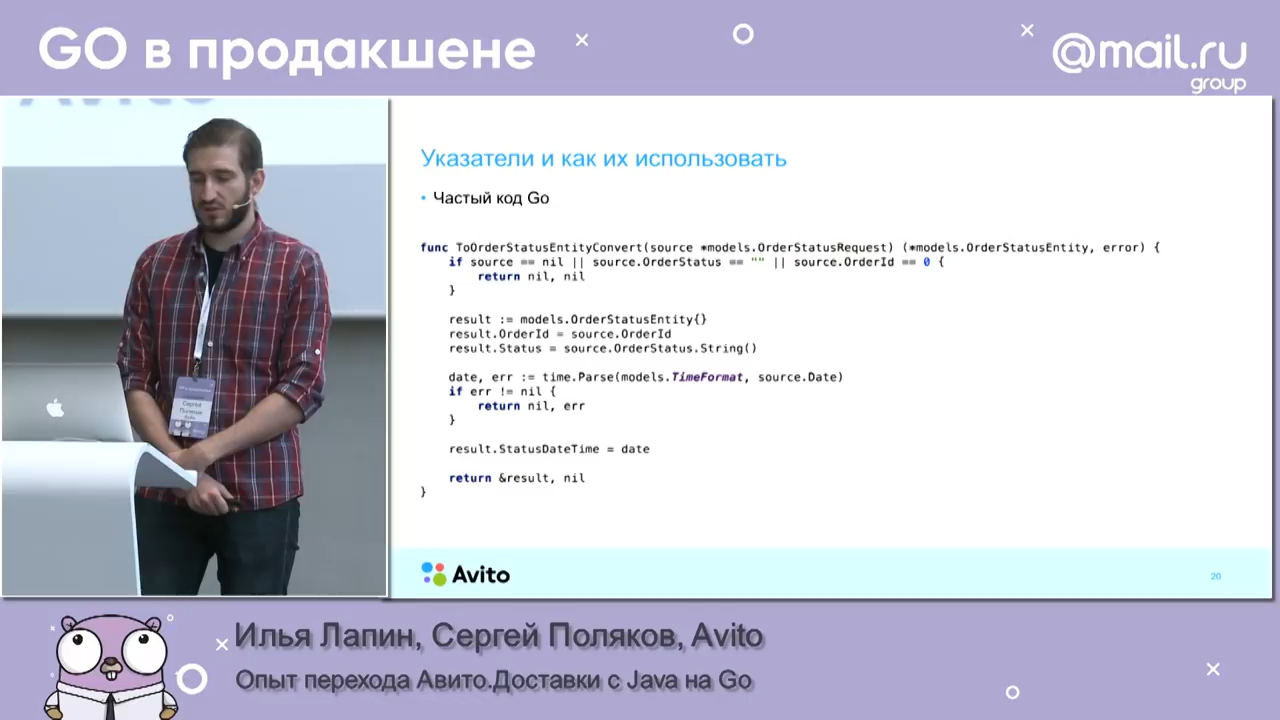 GO в продакшене
@mail.ru
group
Указатели и как их использовать
• Частый код Go
func ToOrderStatusEntityConvert(source *models.OrderStatusRequest) (*models.OrderStatusEntity, error) {
    if source == nil || source.OrderStatus == "" || source.OrderId == 0 {
        return nil, nil
    }
    result := models.OrderStatusEntity{}
    result.OrderId = source.OrderId
    result.Status = source.OrderStatus.String()
    date, err := time.Parse(models.TimeFormat, source.Date)
    if err != nil {
        return nil, err
    }
    result.StatusDateTime = date
    return &result, nil
}
Avito
20
Сергей
Поляков
Илья Лапин, Сергей Поляков, Avito
Опыт перехода Авито.Доставки с Java на Go